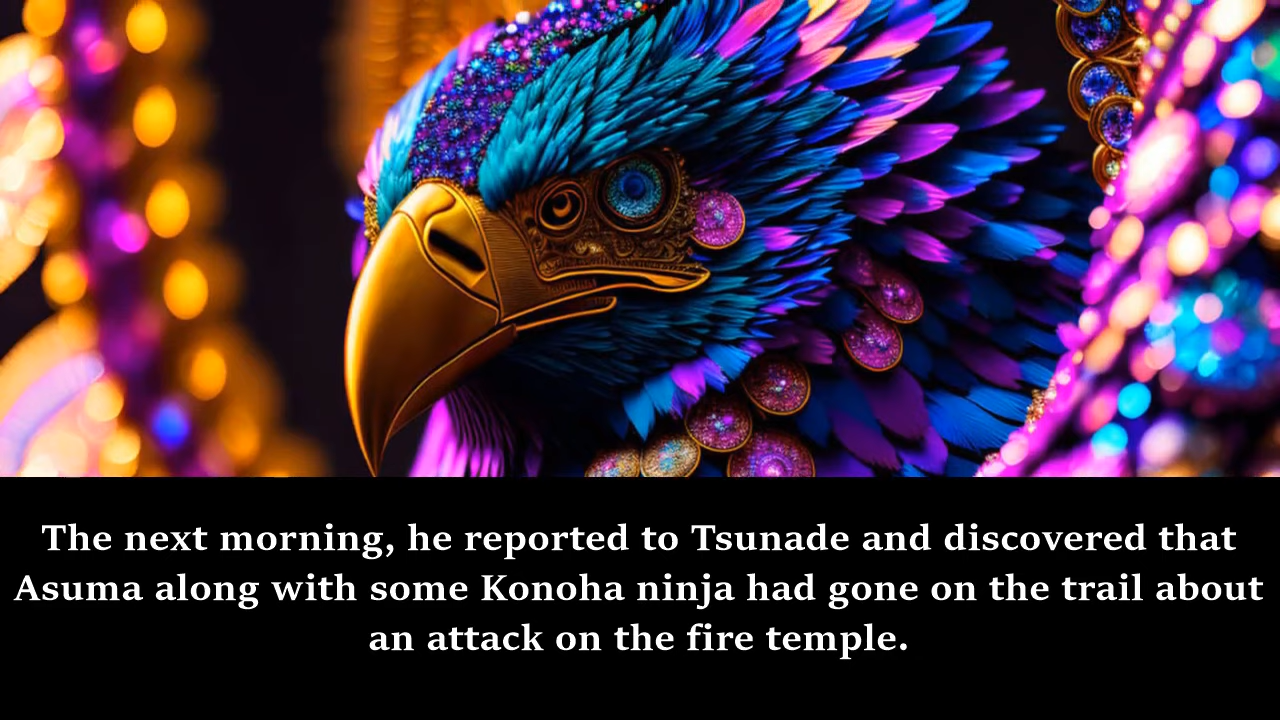 The next morning, he reported to Tsunade and discovered that
Asuma along with some Konoha ninja had gone on the trail about
an attack on the fire temple.